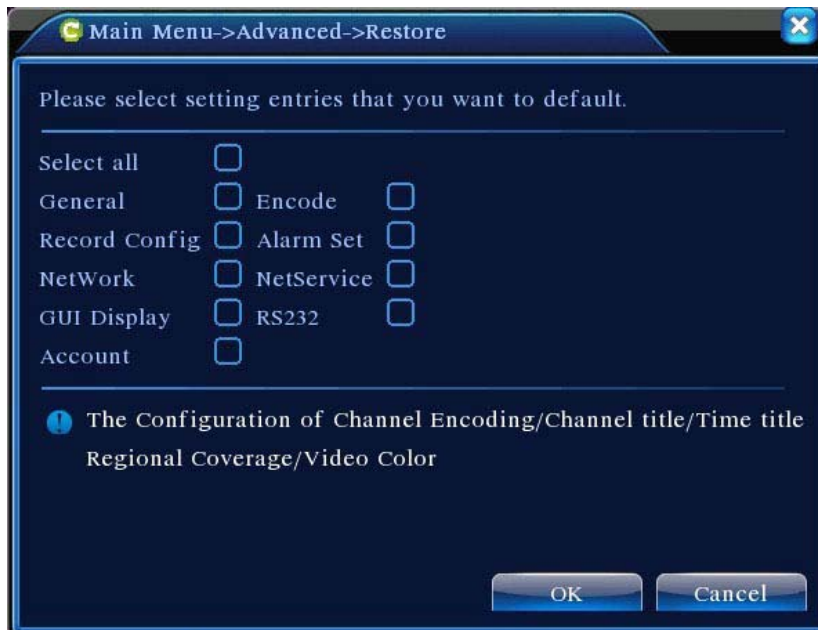 Main Menu->Advanced->Restore
Please select setting entries that you want to default.
Select all
General Encode
Record Config Alarm Set
NetWork NetService
GUI Display RS232
Account
The Configuration of Channel Encoding/Channel title/Time title
Regional Coverage/Video Color
OK Cancel